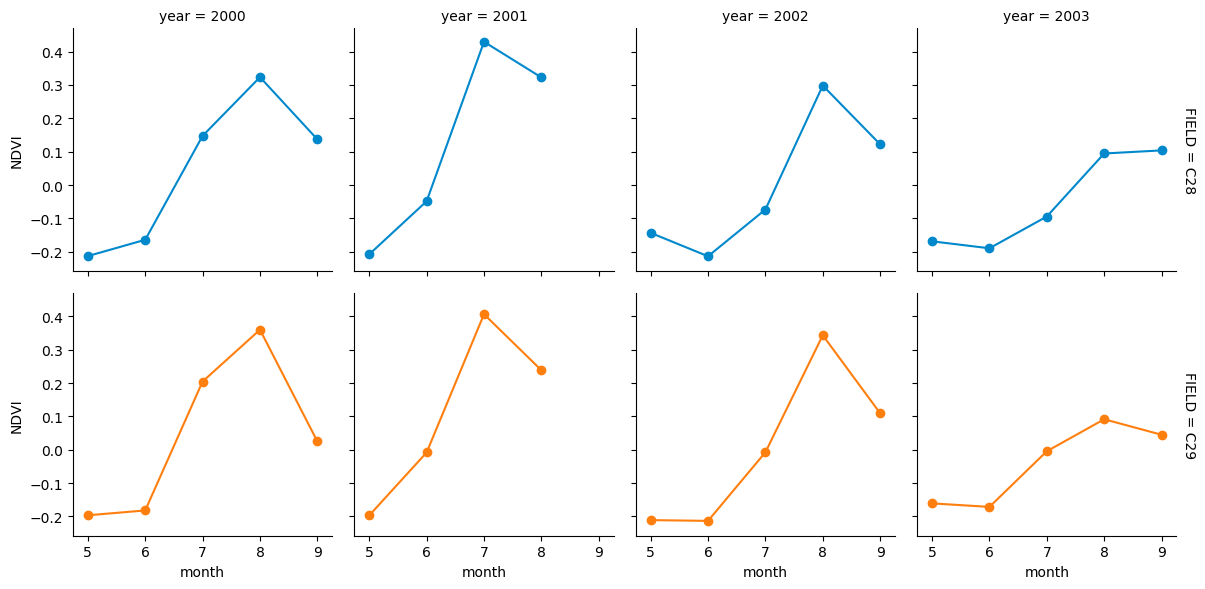 year = 2000
year = 2001
year = 2002
year = 2003
NDVI
0.4
0.3
0.2
0.1
0.0
−0.1
−0.2
FIELD = C28
NDVI
0.4
0.3
0.2
0.1
0.0
−0.1
−0.2
FIELD = C29
5 6 7 8 9
5 6 7 8 9
5 6 7 8 9
5 6 7 8 9
month
month
month
month